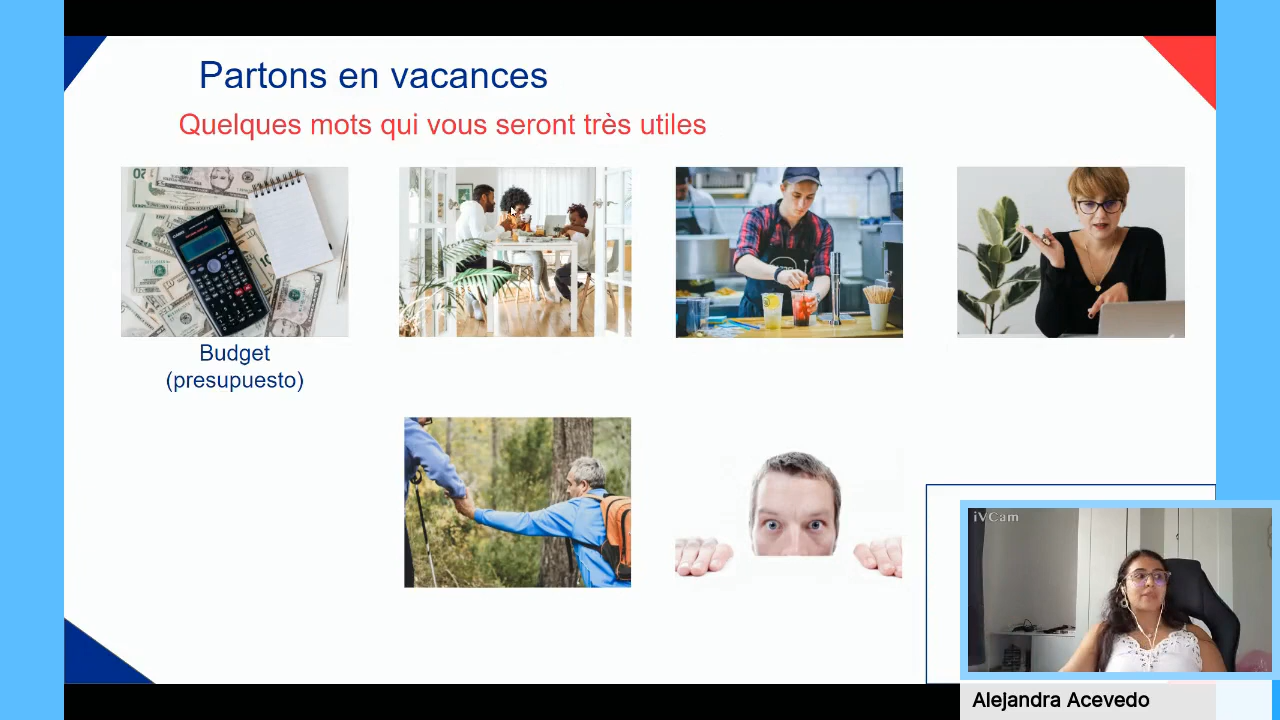 Partons en vacances
Quelques mots qui vous seront très utiles
Budget
(presupuesto)
iVCam
Alejandra Acevedo